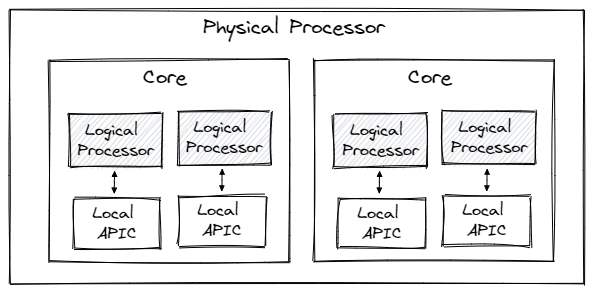 Physical Processor
Core
Logical
Processor
Logical
Processor
Local
APIC
Local
APIC
Core
Logical
Processor
Logical
Processor
Local
APIC
Local
APIC